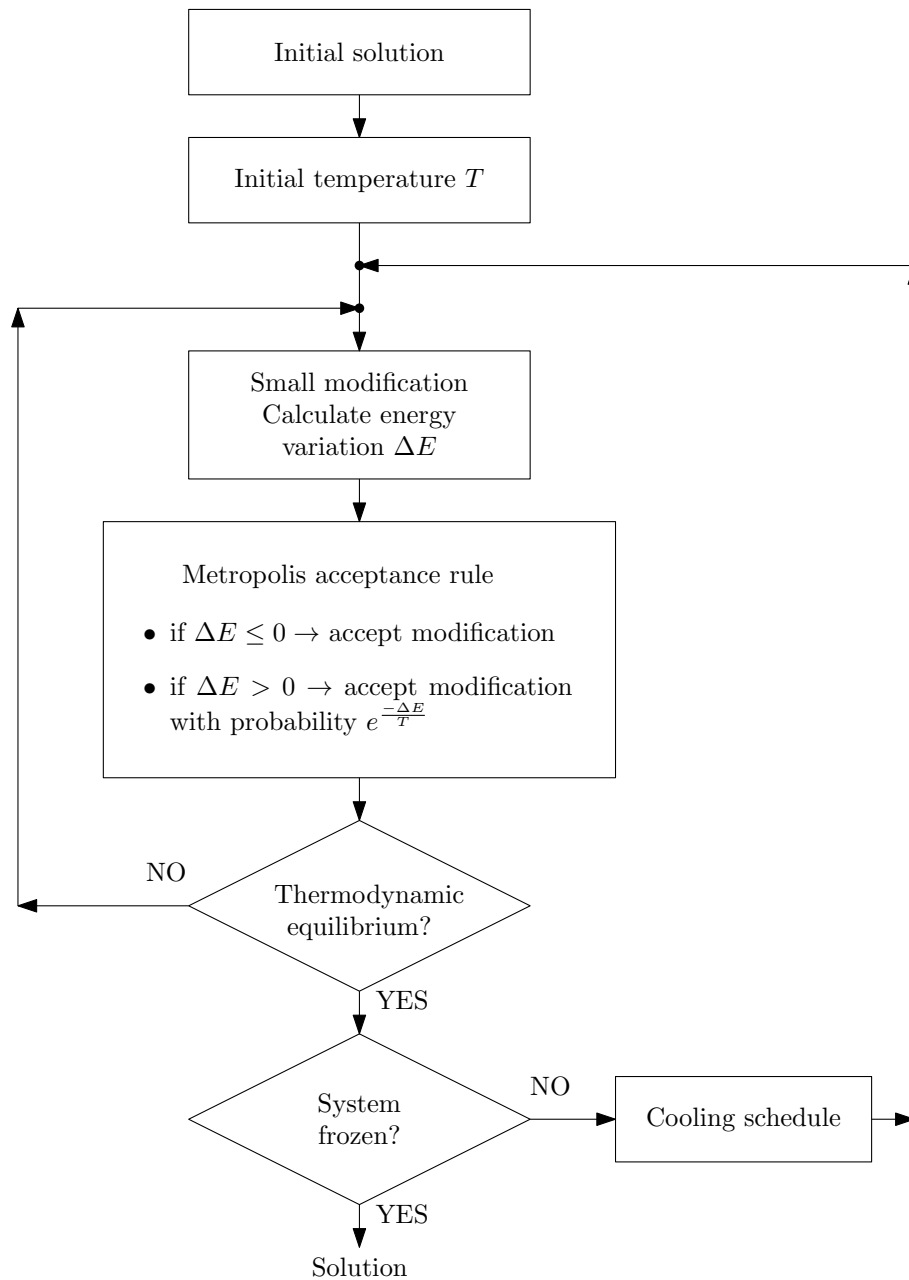 Initial solution
Initial temperature T
Small modification
Calculate energy
variation ΔE
Metropolis acceptance rule
• if ΔE ≤ 0 → accept modification
• if ΔE > 0 → accept modification
with probability e^{\frac{-ΔE}{T}}
NO
Thermodynamic
equilibrium?
YES
System
frozen?
NO
Cooling schedule
YES
Solution